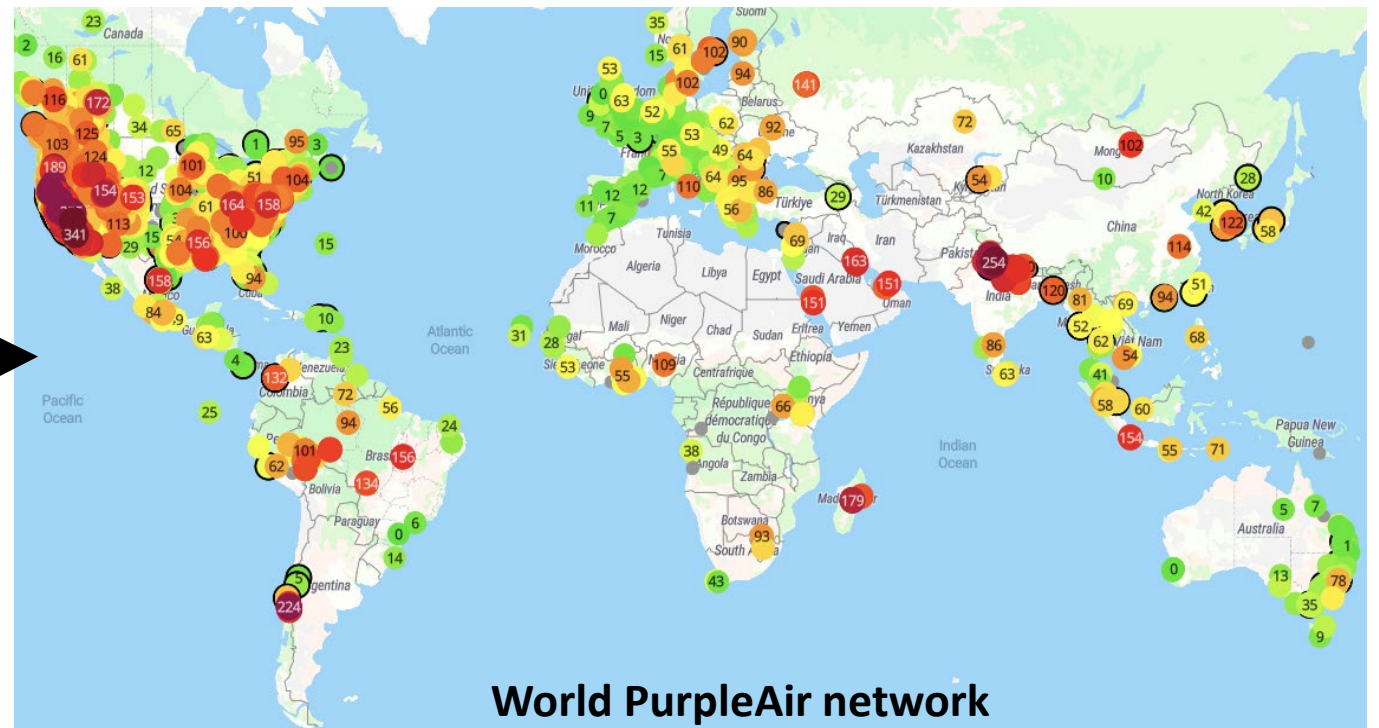 23
Canada
2
16
61
116
172
125
34
65
103
124
12
101
1
95
3
189
154
153
104
51
104
61
164
158
341
113
29
15
156
100
15
38
158
94
84
63
10
4
23
132
Venezuela
Colombia
72
56
94
25
24
62
101
156
Bolivia
134
Paraguay
6
0
14
5
224
Pacific
Ocean
Atlantic
Ocean
35
Suomi
15
61
102
90
53
94
0
63
102
141
52
Belarus
9
7
5
3
62
92
53
55
49
64
7
64
95
110
86
11
12
12
7
56
Türkiye
29
Türkmenistan
Kazakhstan
72
54
102
10
28
North Korea
42
122
58
China
114
Morocco
Tunisia
Algeria
Libya
Egypt
69
Iraq
Iran
163
Saudi Arabia
151
151
Oman
Yemen
Pakistan
254
India
120
81
52
69
94
51
62
Việt Nam
54
68
41
58
60
154
55
71
86
63
31
28
53
Mali
Niger
Chad
Sudan
Eritrea
Ethiopia
55
109
Centrafrique
République
démocratique
du Congo
66
38
Angola
Zambia
179
Botswana
93
43
Indian
Ocean
Papua New
Guinea
Australia
5
7
1
0
13
78
35
9
World PurpleAir network